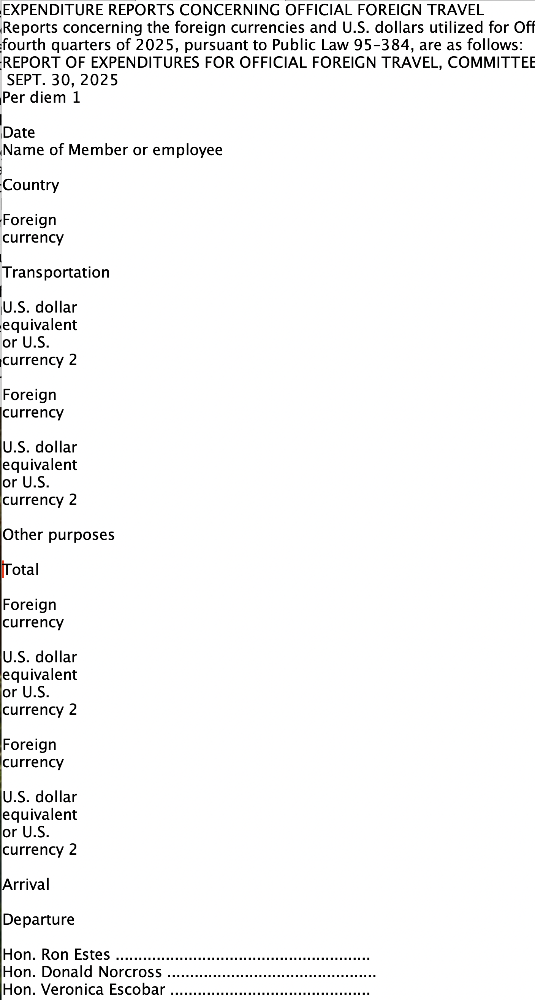 EXPENDITURE REPORTS CONCERNING OFFICIAL FOREIGN TRAVEL
Reports concerning the foreign currencies and U.S. dollars utilized for Off
fourth quarters of 2025, pursuant to Public Law 95–384, are as follows:
REPORT OF EXPENDITURES FOR OFFICIAL FOREIGN TRAVEL, COMMITTEE
SEPT. 30, 2025
Per diem 1
Date
Name of Member or employee
Country
Foreign
currency
Transportation
U.S. dollar
equivalent
or U.S.
currency 2
Foreign
currency
U.S. dollar
equivalent
or U.S.
currency 2
Other purposes
Total
Foreign
currency
U.S. dollar
equivalent
or U.S.
currency 2
Foreign
currency
U.S. dollar
equivalent
or U.S.
currency 2
Arrival
Departure
Hon. Ron Estes ........................................................
Hon. Donald Norcross ..............................................
Hon. Veronica Escobar ............................................